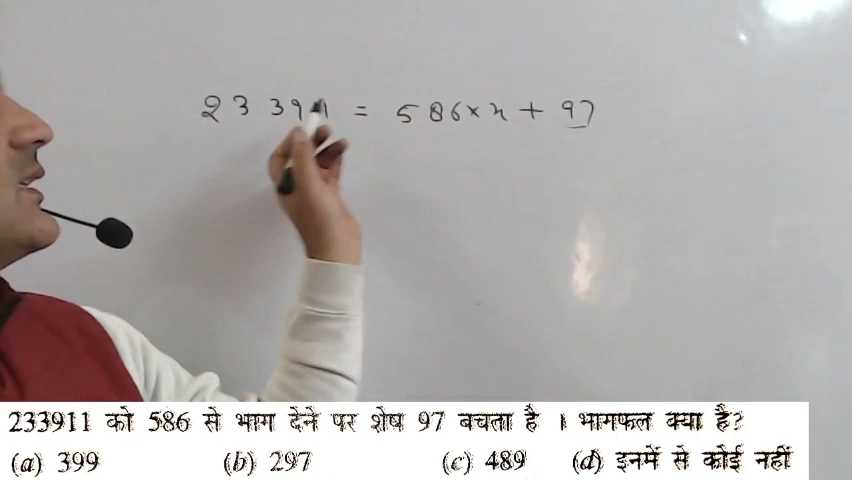 23391 = 586 × x + 97
233911 को 586 से भाग देने पर शेष 97 बचता है । भागफल क्या है?
(a) 399 (b) 297 (c) 489 (d) इनमें से कोई नहीं